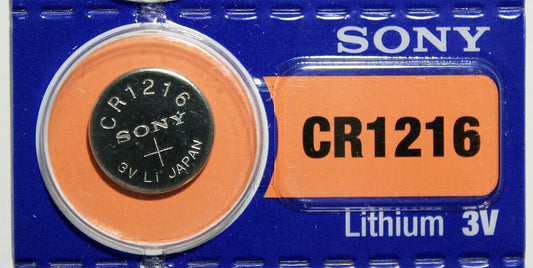 CR1216
SONY
+
3V Li JAPAN
SONY
CR1216
Lithium 3V